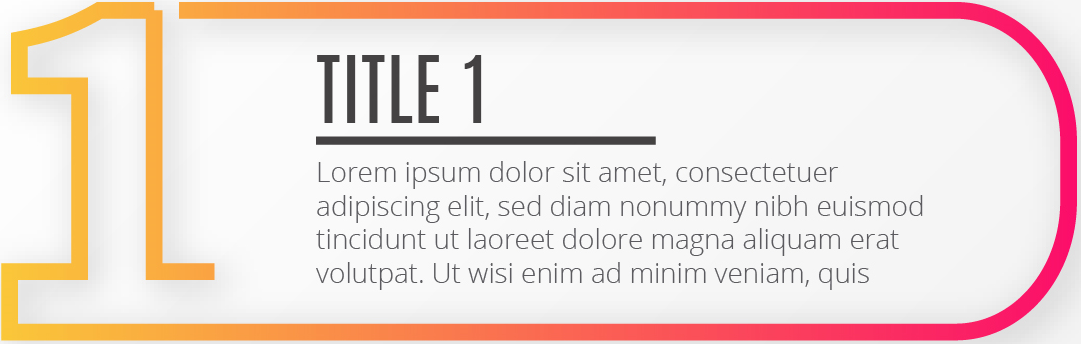 1
TITLE 1
Lorem ipsum dolor sit amet, consectetuer
adipiscing elit, sed diam nonummy nibh euismod
tincidunt ut laoreet dolore magna aliquam erat
volutpat. Ut wisi enim ad minim veniam, quis